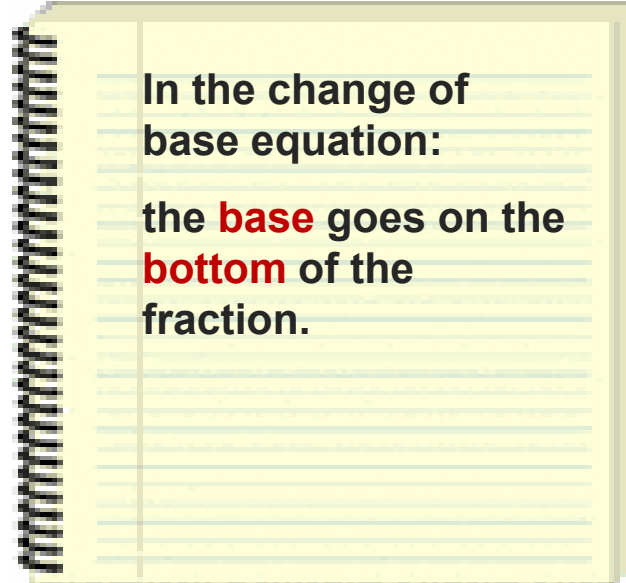 In the change of
base equation:
the base goes on the
bottom of the
fraction.